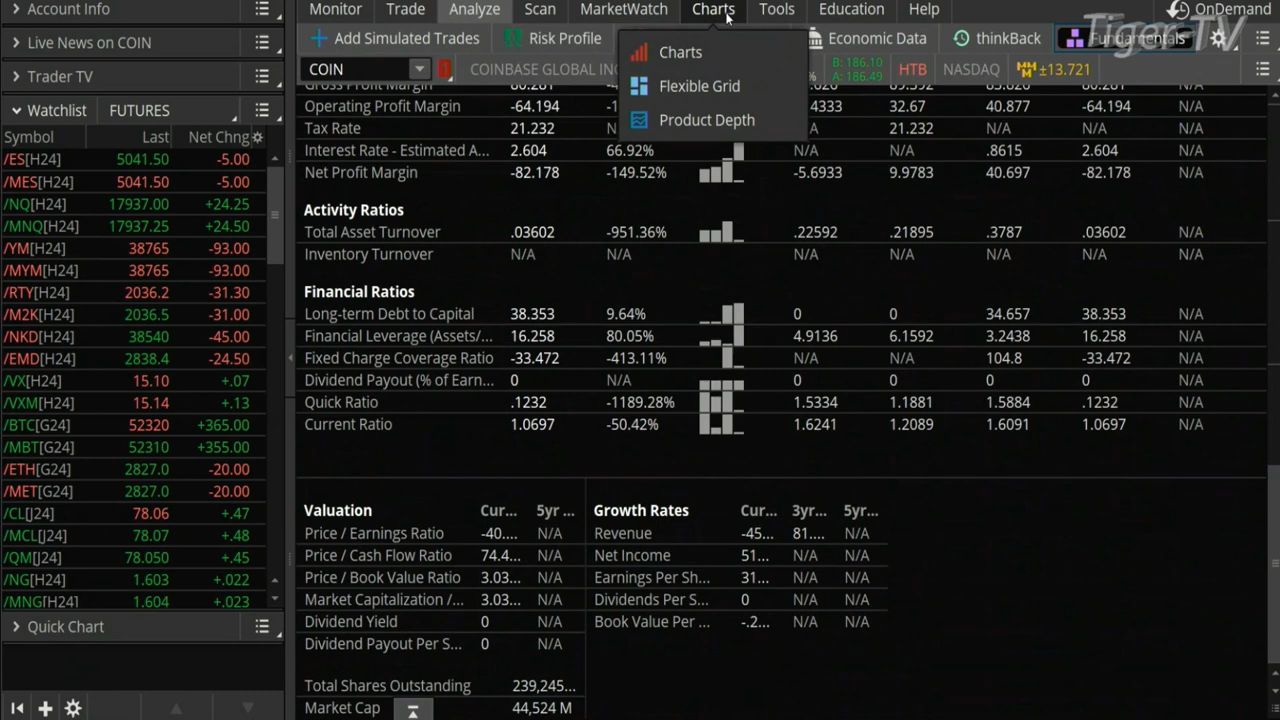 Account Info
Live News on COIN
Trader TV
Watchlist FUTURES
Symbol Last Net Chng
/ES[H24] 5041.50 -5.00
/MES[H24] 5041.50 -5.00
/NQ[H24] 17937.00 +24.25
/MNQ[H24] 17937.25 +24.50
/YM[H24] 38765 -93.00
/MYM[H24] 38765 -93.00
/RTY[H24] 2036.2 -31.30
/M2K[H24] 2036.5 -31.00
/NKD[H24] 38540 -45.00
/EMD[H24] 2838.4 -24.50
/VX[H24] 15.10 +.07
/VXM[H24] 15.14 +.13
/BTC[G24] 52320 +365.00
/MBT[G24] 52310 +355.00
/ETH[G24] 2827.0 -20.00
/MET[G24] 2827.0 -20.00
/CL[J24] 78.06 +.47
/MCL[J24] 78.07 +.48
/QM[J24] 78.050 +.45
/NG[H24] 1.603 +.022
/MNG[H24] 1.604 +.023
Quick Chart
Monitor Trade Analyze Scan MarketWatch Charts Tools Education Help OnDemand
TigerTV
Add Simulated Trades Risk Profile Economic Data thinkBack Fundamentals
Charts
Flexible Grid
Product Depth
COIN COINBASE GLOBAL INC % B: 186.10 A: 186.49 HTB NASDAQ ±13.721
Gross Profit Margin
Operating Profit Margin -64.194 32.67 40.877 -64.194 N/A
Tax Rate 21.232 N/A 21.232 N/A N/A N/A
Interest Rate - Estimated A... 2.604 66.92% N/A N/A .8615 2.604 N/A
Net Profit Margin -82.178 -149.52% -5.6933 9.9783 40.697 -82.178 N/A
Activity Ratios
Total Asset Turnover .03602 -951.36% .22592 .21895 .3787 .03602 N/A
Inventory Turnover N/A N/A N/A N/A N/A N/A N/A
Financial Ratios
Long-term Debt to Capital 38.353 9.64% 0 0 34.657 38.353 N/A
Financial Leverage (Assets/... 16.258 80.05% 4.9136 6.1592 3.2438 16.258 N/A
Fixed Charge Coverage Ratio -33.472 -413.11% N/A N/A 104.8 -33.472 N/A
Dividend Payout (% of Earn... 0 N/A 0 0 0 0 N/A
Quick Ratio .1232 -1189.28% 1.5334 1.1881 1.5884 .1232 N/A
Current Ratio 1.0697 -50.42% 1.6241 1.2089 1.6091 1.0697 N/A
Valuation Cur... 5yr ...
Price / Earnings Ratio -40.... N/A
Price / Cash Flow Ratio 74.4... N/A
Price / Book Value Ratio 3.03... N/A
Market Capitalization /... 3.03... N/A
Dividend Yield 0 N/A
Dividend Payout Per S... 0 N/A
Total Shares Outstanding 239,245...
Market Cap 44,524 M
Growth Rates Cur... 3yr... 5yr...
Revenue -45... 81.... N/A
Net Income 51... N/A N/A
Earnings Per Sh... 31... N/A N/A
Dividends Per S... 0 N/A N/A
Book Value Per ... -.2... N/A N/A